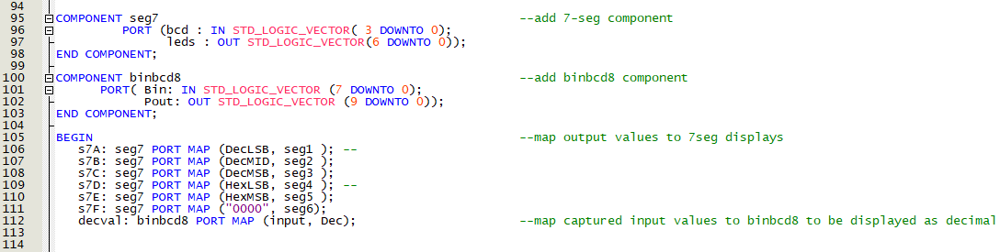 94
95 COMPONENT seg7 --add 7-seg component
96 PORT (bcd : IN STD_LOGIC_VECTOR( 3 DOWNTO 0);
97 leds : OUT STD_LOGIC_VECTOR(6 DOWNTO 0));
98 END COMPONENT;
99
100 COMPONENT binbcd8 --add binbcd8 component
101 PORT( Bin: IN STD_LOGIC_VECTOR (7 DOWNTO 0);
102 Pout: OUT STD_LOGIC_VECTOR (9 DOWNTO 0));
103 END COMPONENT;
104
105 BEGIN --map output values to 7seg displays
106 s7A: seg7 PORT MAP (DecLSB, seg1 ); --
107 s7B: seg7 PORT MAP (DecMID, seg2 );
108 s7C: seg7 PORT MAP (DecMSB, seg3 );
109 s7D: seg7 PORT MAP (HexLSB, seg4 ); --
110 s7E: seg7 PORT MAP (HexMSB, seg5 );
111 s7F: seg7 PORT MAP ("0000", seg6);
112 decval: binbcd8 PORT MAP (input, Dec); --map captured input values to binbcd8 to be displayed as decimal
113
114